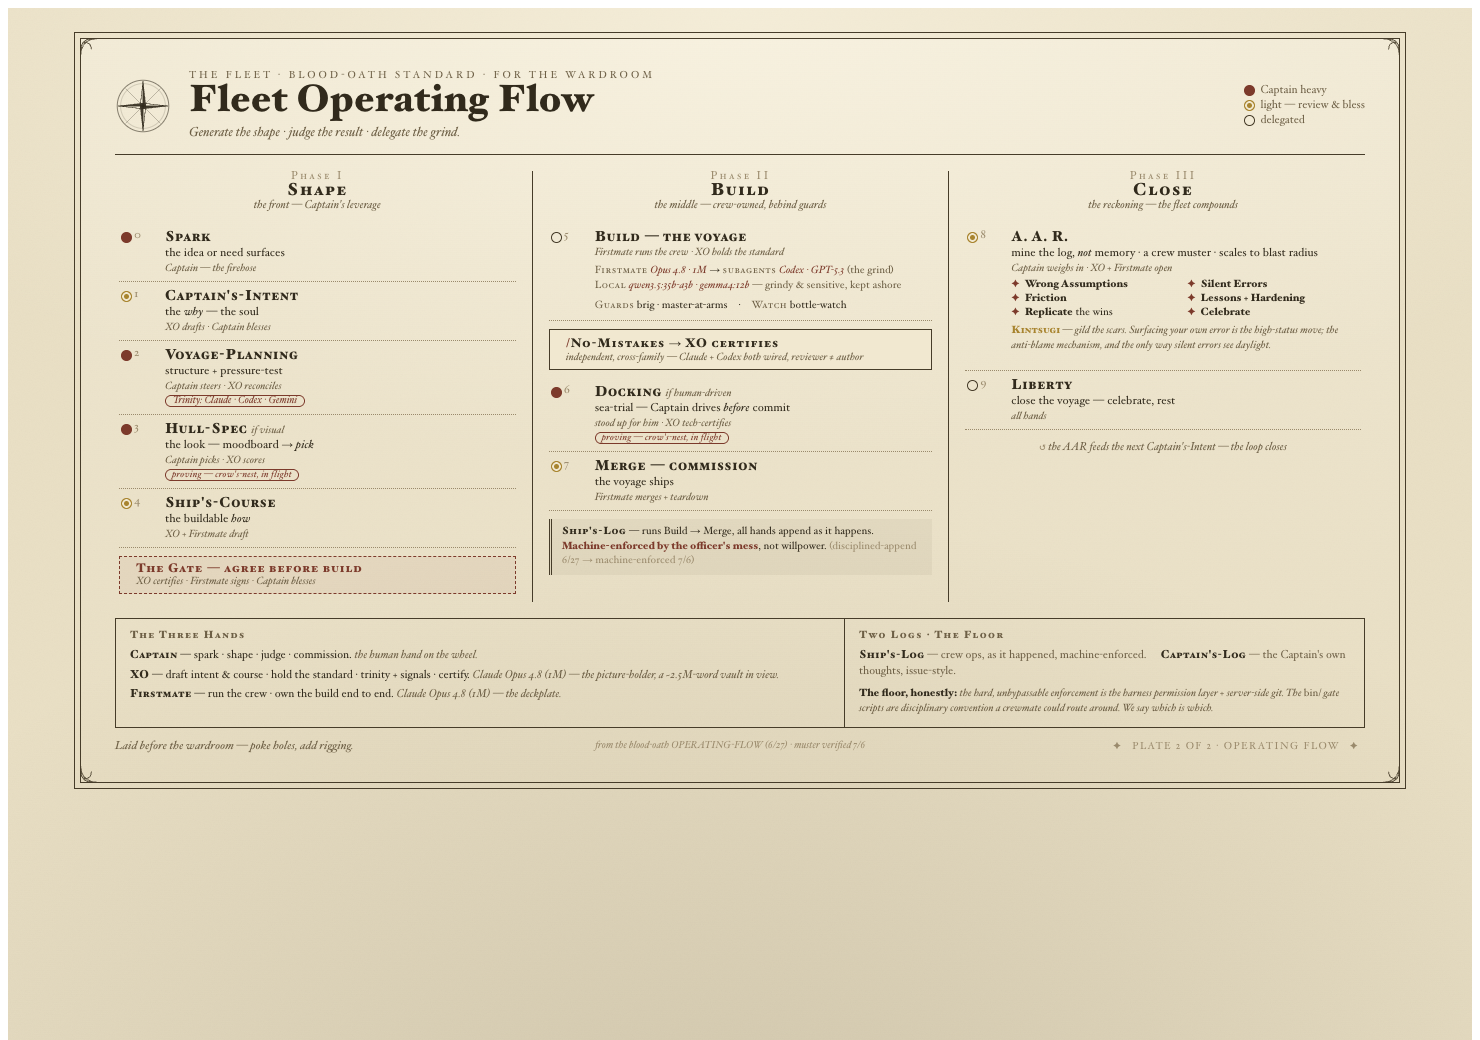 THE FLEET · BLOOD-OATH STANDARD · FOR THE WARDROOM
Fleet Operating Flow
Generate the shape · judge the result · delegate the grind.
Captain heavy
light — review & bless
delegated
Phase I
Shape
the front — Captain's leverage
0 Spark
the idea or need surfaces
Captain — the firehose
1 Captain's-Intent
the why — the soul
XO drafts · Captain blesses
2 Voyage-Planning
structure + pressure-test
Captain steers · XO reconciles
Trinity: Claude · Codex · Gemini
3 Hull-Spec if visual
the look — moodboard → pick
Captain picks · XO scores
proving — crow's-nest, in flight
4 Ship's-Course
the buildable how
XO + Firstmate draft
The Gate — agree before build
XO certifies · Firstmate signs · Captain blesses
Phase II
Build
the middle — crew-owned, behind guards
5 Build — the voyage
Firstmate runs the crew · XO holds the standard
Firstmate Opus 4.8 · 1M → subagents Codex · GPT-5.3 (the grind)
Local qwen3.5:35b-a3b · gemma4:12b — grindy & sensitive, kept ashore
Guards brig · master-at-arms · Watch bottle-watch
/No-Mistakes → XO certifies
independent, cross-family — Claude + Codex both wired, reviewer ≠ author
6 Docking if human-driven
sea-trial — Captain drives before commit
stood up for him · XO tech-certifies
proving — crow's-nest, in flight
7 Merge — commission
the voyage ships
Firstmate merges + teardown
Ship's-Log — runs Build → Merge, all hands append as it happens.
Machine-enforced by the officer's mess, not willpower. (disciplined-append
6/27 → machine-enforced 7/6)
Phase III
Close
the reckoning — the fleet compounds
8 A. A. R.
mine the log, not memory · a crew muster · scales to blast radius
Captain weighs in · XO + Firstmate open
✦ Wrong Assumptions ✦ Silent Errors
✦ Friction ✦ Lessons + Hardening
✦ Replicate the wins ✦ Celebrate
Kintsugi — gild the scars. Surfacing your own error is the high-status move; the
anti-blame mechanism, and the only way silent errors see daylight.
9 Liberty
close the voyage — celebrate, rest
all hands
↺ the AAR feeds the next Captain's-Intent — the loop closes
The Three Hands
Captain — spark · shape · judge · commission. the human hand on the wheel.
XO — draft intent & course · hold the standard · trinity + signals · certify. Claude Opus 4.8 (1M) — the picture-holder, a ~2.5M-word vault in view.
Firstmate — run the crew · own the build end to end. Claude Opus 4.8 (1M) — the deckplate.
Two Logs · The Floor
Ship's-Log — crew ops, as it happened, machine-enforced. Captain's-Log — the Captain's own
thoughts, issue-style.
The floor, honestly: the hard, unbypassable enforcement is the harness permission layer + server-side git. The bin/ gate
scripts are disciplinary convention a crewmate could route around. We say which is which.
Laid before the wardroom — poke holes, add rigging.
from the blood-oath OPERATING-FLOW (6/27) · muster verified 7/6
✦ PLATE 2 OF 2 · OPERATING FLOW ✦